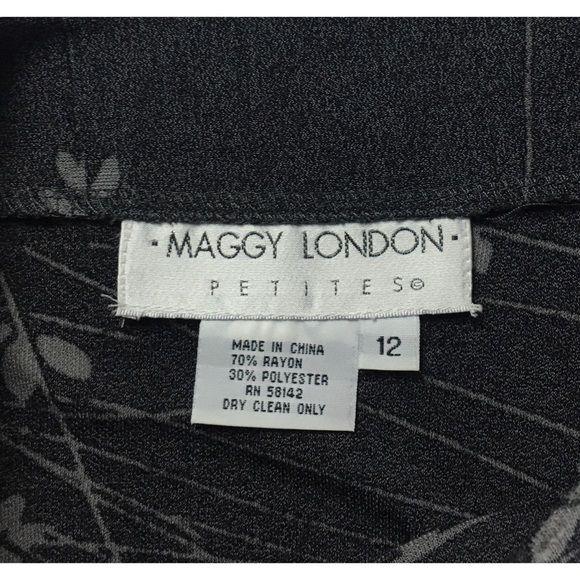 · MAGGY LONDON ·
PETITES©
12
MADE IN CHINA
70% RAYON
30% POLYESTER
RN 58142
DRY CLEAN ONLY